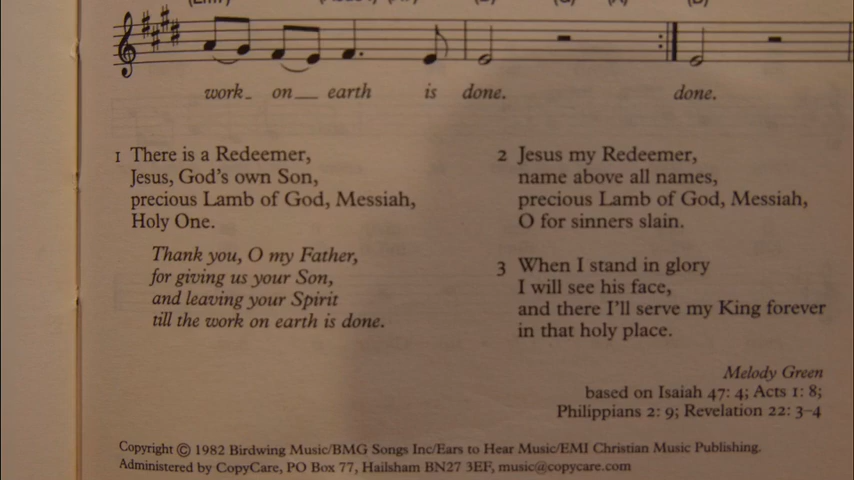 work_ on__ earth is done. done.
1 There is a Redeemer,
Jesus, God's own Son,
precious Lamb of God, Messiah,
Holy One.
Thank you, O my Father,
for giving us your Son,
and leaving your Spirit
till the work on earth is done.
2 Jesus my Redeemer,
name above all names,
precious Lamb of God, Messiah,
O for sinners slain.
3 When I stand in glory
I will see his face,
and there I'll serve my King forever
in that holy place.
Melody Green
based on Isaiah 47: 4; Acts 1: 8;
Philippians 2: 9; Revelation 22: 3–4
Copyright © 1982 Birdwing Music/BMG Songs Inc/Ears to Hear Music/EMI Christian Music Publishing.
Administered by CopyCare, PO Box 77, Hailsham BN27 3EF, music@copycare.com